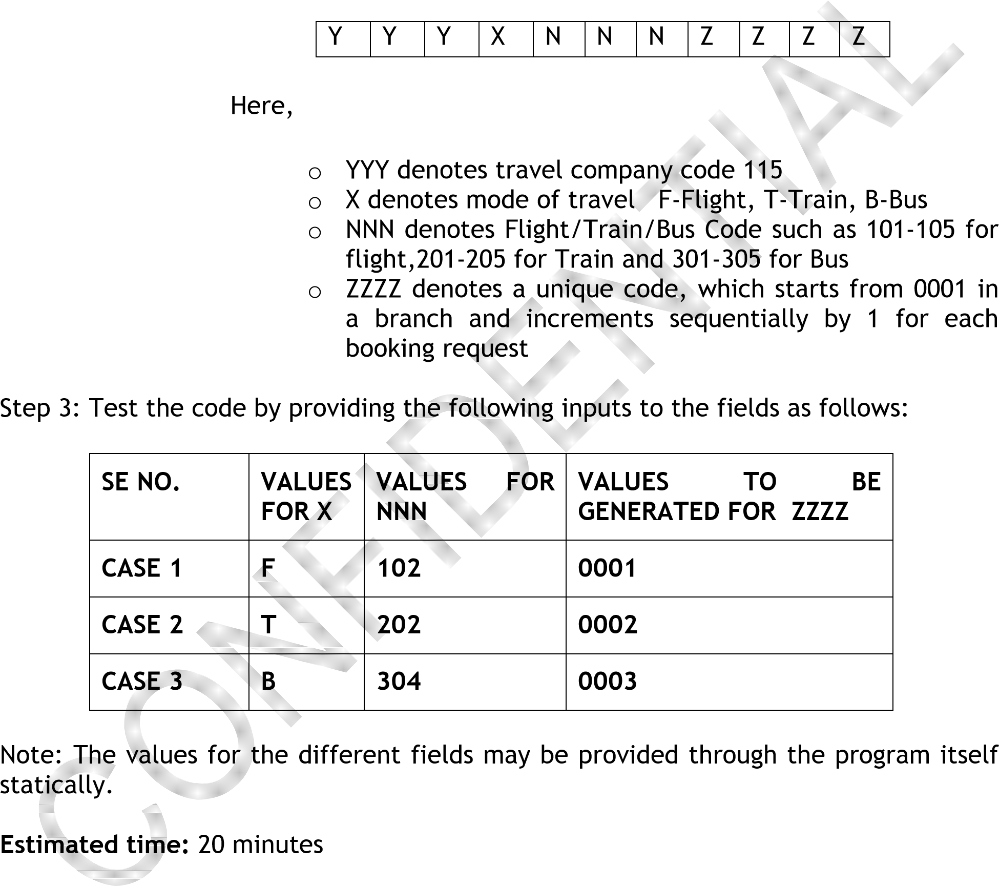 Y Y Y X N N N Z Z Z Z
Here,
o YYY denotes travel company code 115
o X denotes mode of travel F-Flight, T-Train, B-Bus
o NNN denotes Flight/Train/Bus Code such as 101-105 for
flight,201-205 for Train and 301-305 for Bus
o ZZZZ denotes a unique code, which starts from 0001 in
a branch and increments sequentially by 1 for each
booking request
Step 3: Test the code by providing the following inputs to the fields as follows:
SE NO. VALUES VALUES FOR VALUES TO BE
FOR X NNN GENERATED FOR ZZZZ
CASE 1 F 102 0001
CASE 2 T 202 0002
CASE 3 B 304 0003
Note: The values for the different fields may be provided through the program itself
statically.
Estimated time: 20 minutes
CONFIDENTIAL